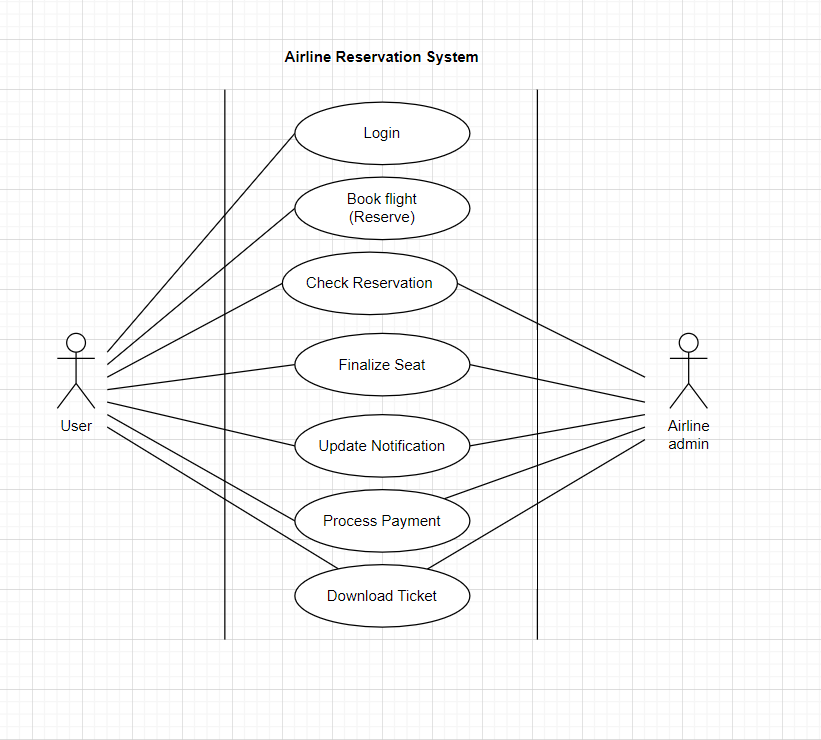 Airline Reservation System
Login
Book flight
(Reserve)
Check Reservation
Finalize Seat
User
Airline
admin
Update Notification
Process Payment
Download Ticket